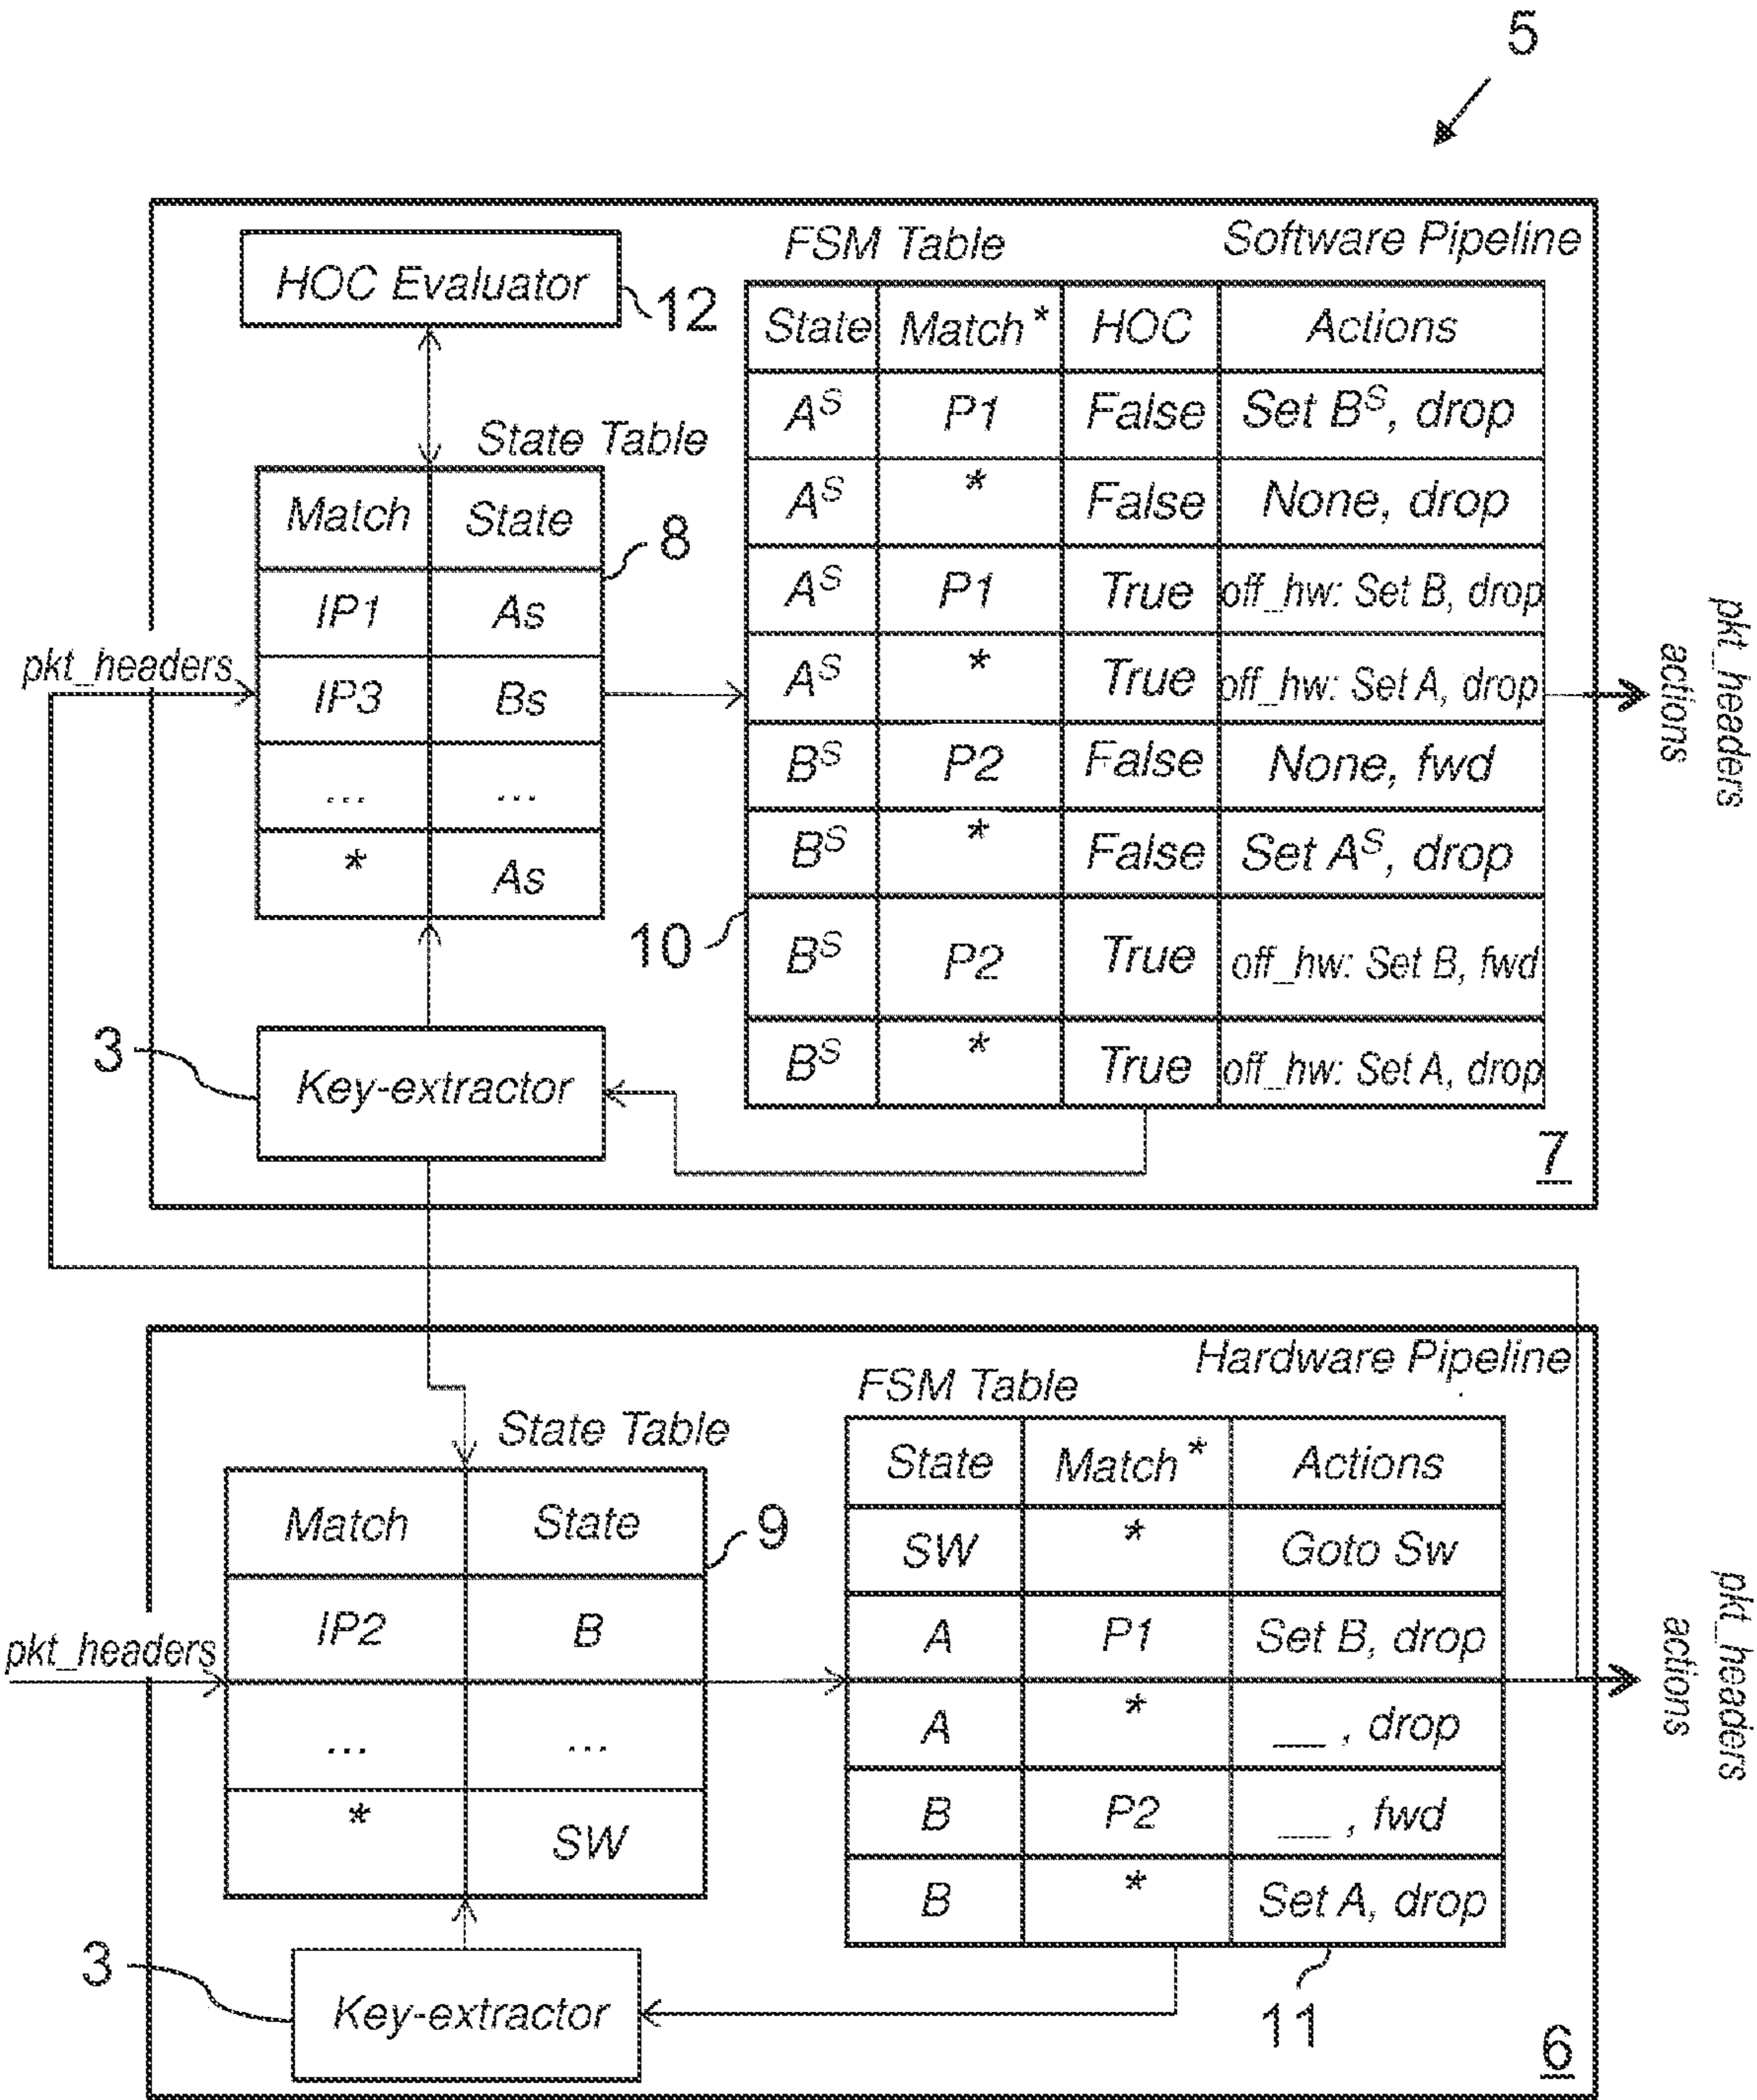 5
Software Pipeline
FSM Table
HOC Evaluator
12
State Match* HOC Actions
A^S P1 False Set B^S, drop
A^S * False None, drop
A^S P1 True off_hw: Set B, drop
A^S * True off_hw: Set A, drop
B^S P2 False None, fwd
B^S * False Set A^S, drop
B^S P2 True off_hw: Set B, fwd
B^S * True off_hw: Set A, drop
10
State Table
Match State
8
IP1 As
IP3 Bs
... ...
* As
pkt_headers
pkt_headers
actions
3
Key-extractor
7
Hardware Pipeline
FSM Table
State Table
Match State
9
IP2 B
... ...
* SW
State Match* Actions
SW * Goto Sw
A P1 Set B, drop
A * __ , drop
B P2 __ , fwd
B * Set A, drop
11
pkt_headers
pkt_headers
actions
3
Key-extractor
6